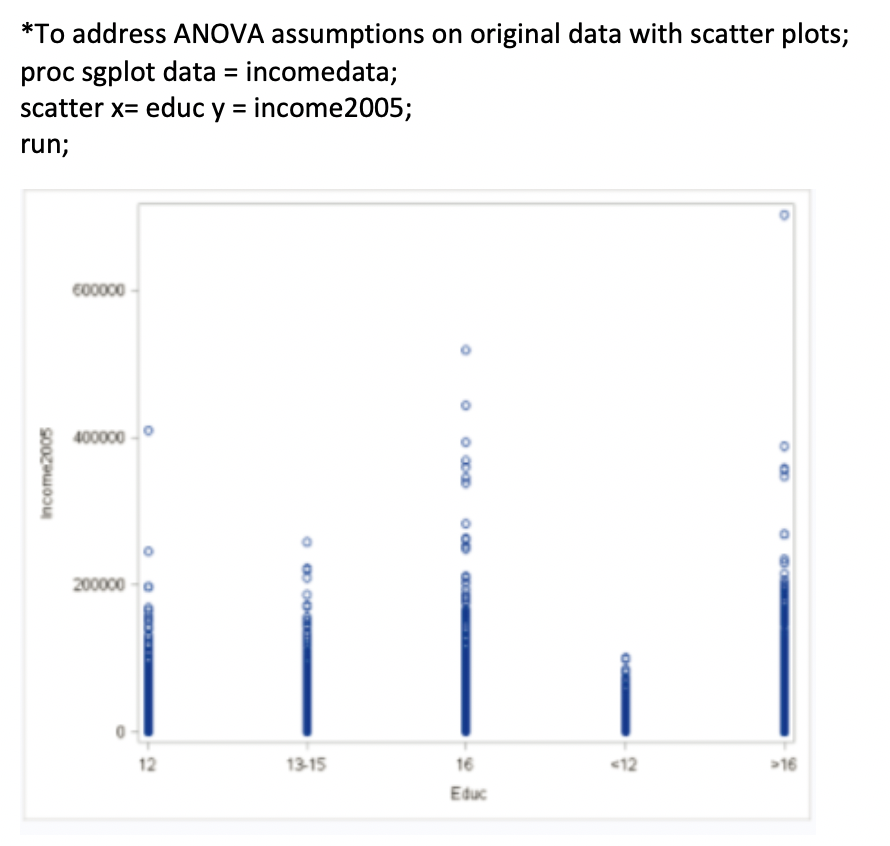 *To address ANOVA assumptions on original data with scatter plots;
proc sgplot data = incomedata;
scatter x= educ y = income2005;
run;
600000
400000
200000
0
Income2005
12 13-15 16 <12 >16
Educ